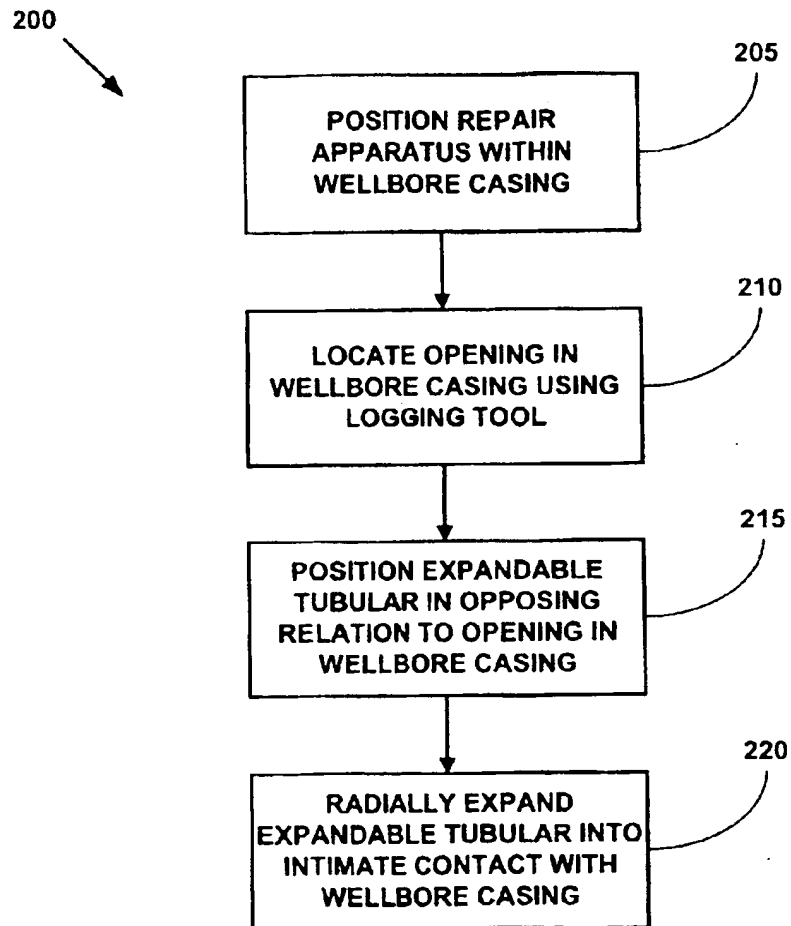 200
205
POSITION REPAIR
APPARATUS WITHIN
WELLBORE CASING
210
LOCATE OPENING IN
WELLBORE CASING USING
LOGGING TOOL
215
POSITION EXPANDABLE
TUBULAR IN OPPOSING
RELATION TO OPENING IN
WELLBORE CASING
220
RADIALLY EXPAND
EXPANDABLE TUBULAR INTO
INTIMATE CONTACT WITH
WELLBORE CASING